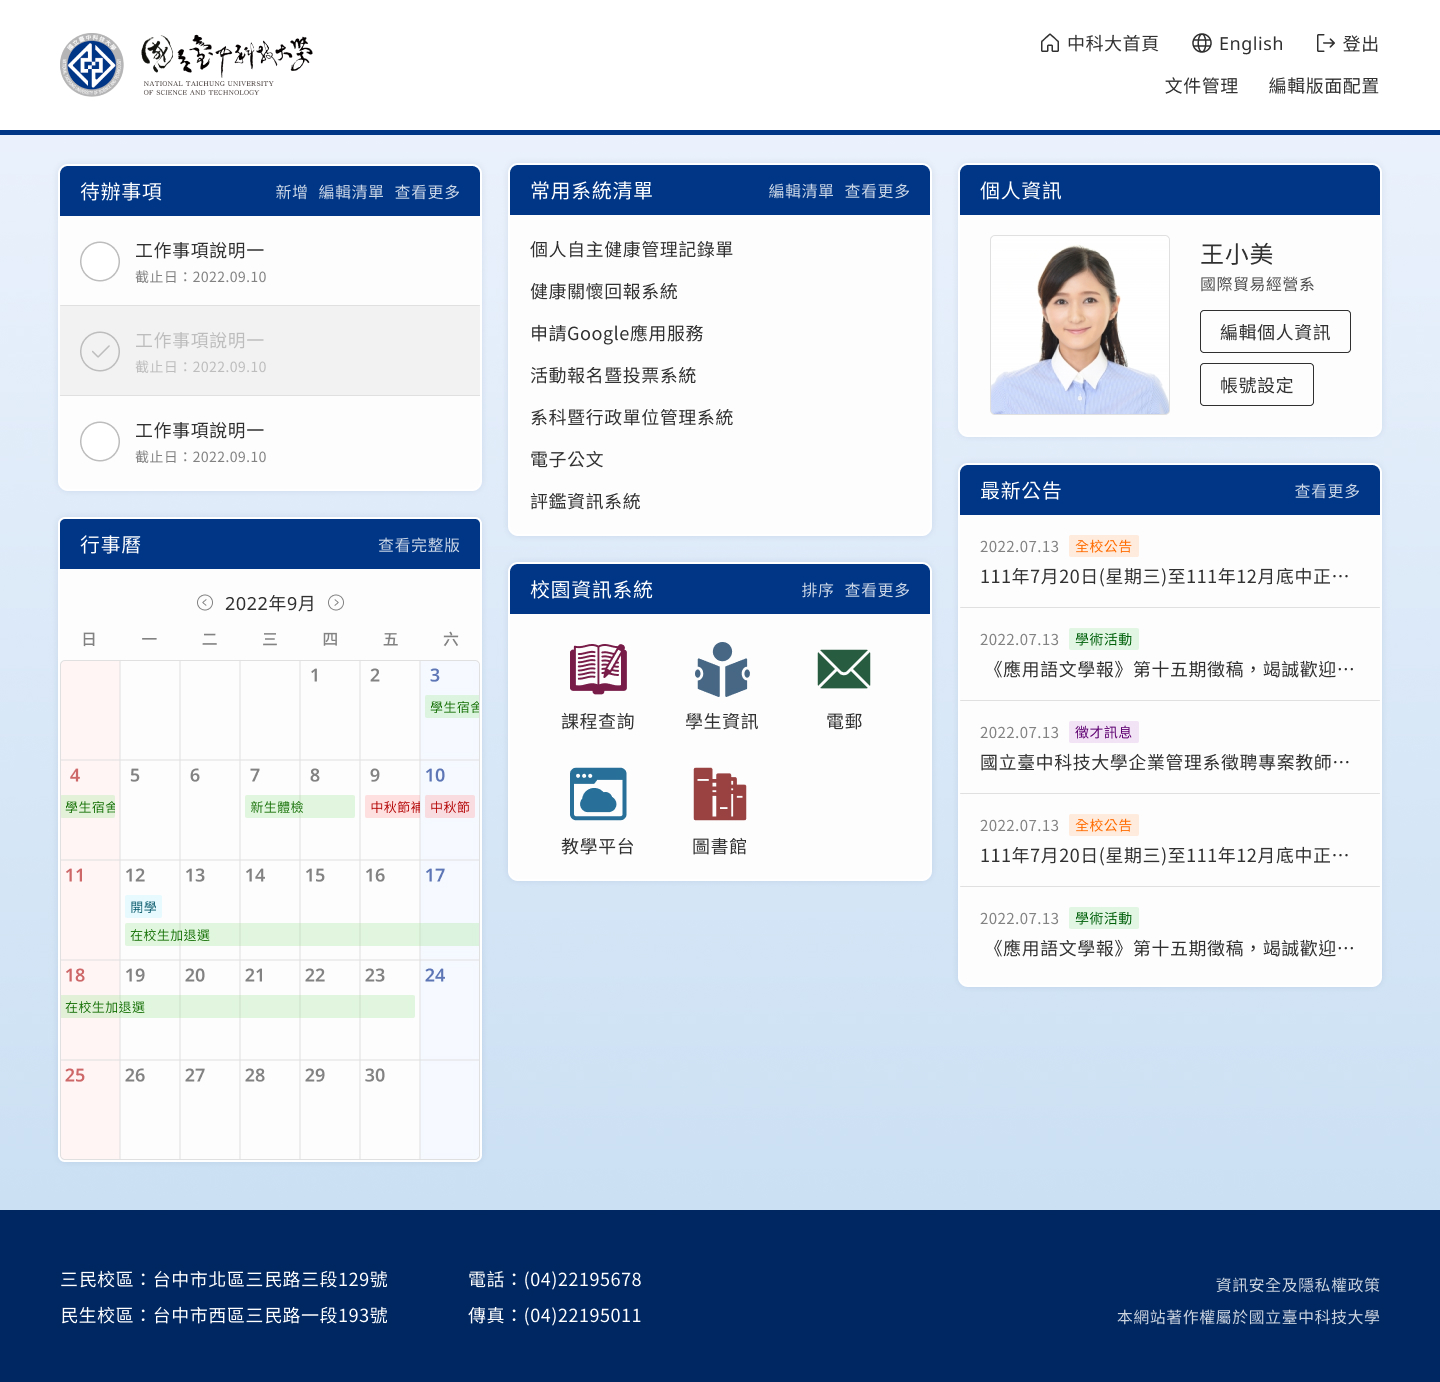 國立臺中科技大學
NATIONAL TAICHUNG UNIVERSITY
OF SCIENCE AND TECHNOLOGY
中科大首頁 English 登出
文件管理 編輯版面配置
待辦事項 新增 編輯清單 查看更多
工作事項說明一
截止日：2022.09.10
工作事項說明一
截止日：2022.09.10
工作事項說明一
截止日：2022.09.10
行事曆 查看完整版
2022年9月
日 一 二 三 四 五 六
1 2 3
學生宿舍
4 5 6 7 8 9 10
學生宿舍 新生體檢 中秋節補 中秋節
11 12 13 14 15 16 17
開學
在校生加退選
18 19 20 21 22 23 24
在校生加退選
25 26 27 28 29 30
常用系統清單 編輯清單 查看更多
個人自主健康管理記錄單
健康關懷回報系統
申請Google應用服務
活動報名暨投票系統
系科暨行政單位管理系統
電子公文
評鑑資訊系統
校園資訊系統 排序 查看更多
課程查詢 學生資訊 電郵
教學平台 圖書館
個人資訊
王小美
國際貿易經營系
編輯個人資訊
帳號設定
最新公告 查看更多
2022.07.13 全校公告
111年7月20日(星期三)至111年12月底中正⋯
2022.07.13 學術活動
《應用語文學報》第十五期徵稿，竭誠歡迎⋯
2022.07.13 徵才訊息
國立臺中科技大學企業管理系徵聘專案教師⋯
2022.07.13 全校公告
111年7月20日(星期三)至111年12月底中正⋯
2022.07.13 學術活動
《應用語文學報》第十五期徵稿，竭誠歡迎⋯
三民校區：台中市北區三民路三段129號
民生校區：台中市西區三民路一段193號
電話：(04)22195678
傳真：(04)22195011
資訊安全及隱私權政策
本網站著作權屬於國立臺中科技大學